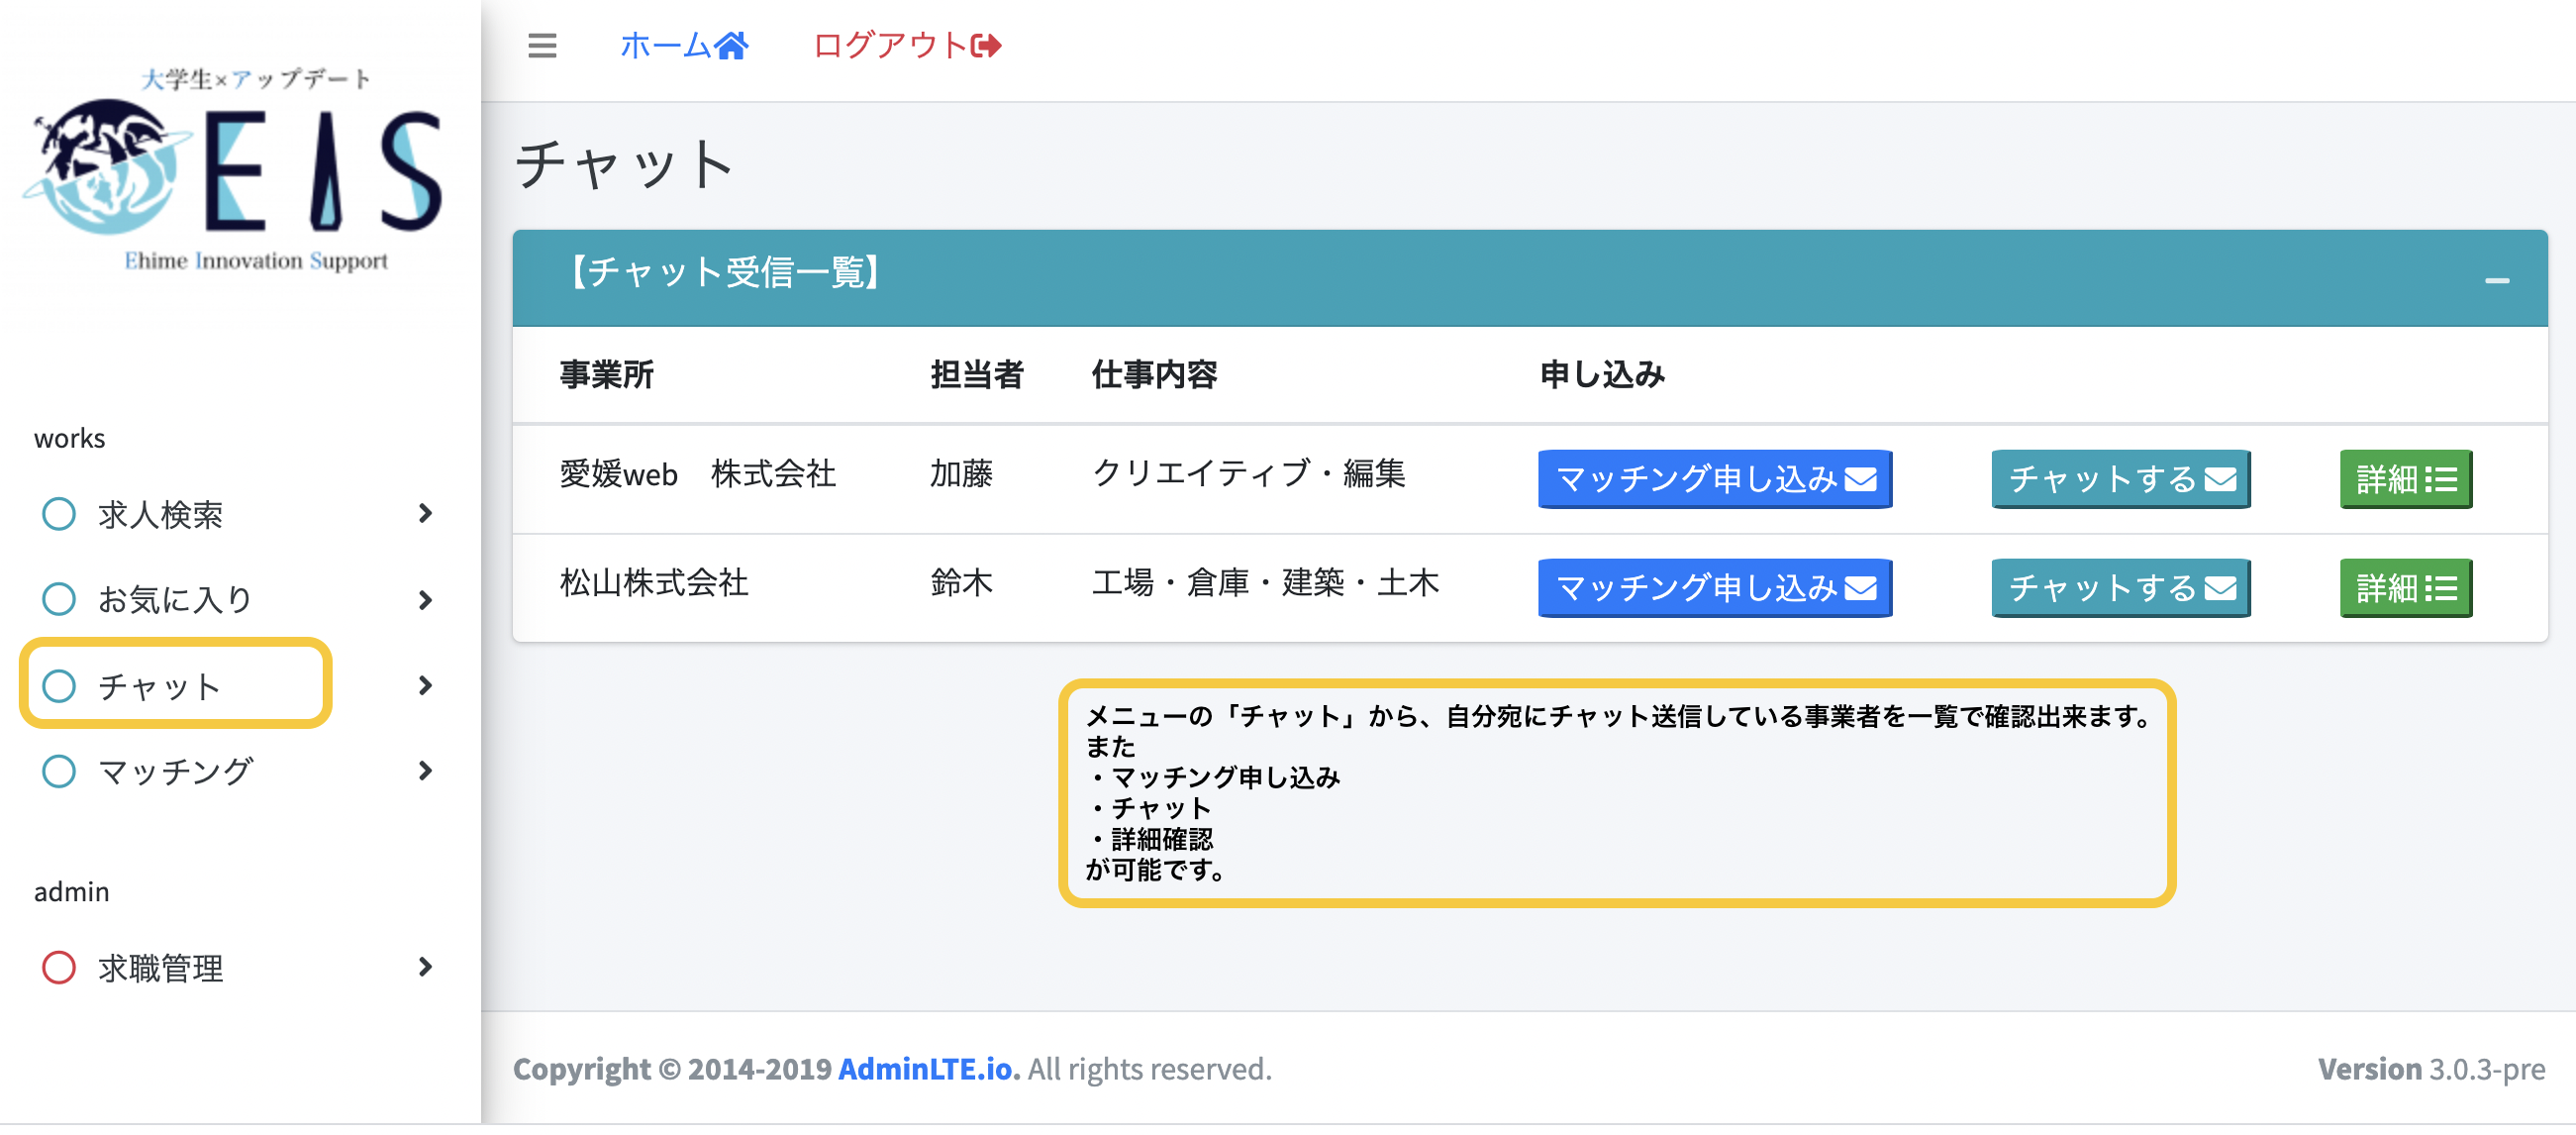 大学生×アップデート
EIS
Ehime Innovation Support
works
求人検索
お気に入り
チャット
マッチング
admin
求職管理
ホーム ログアウト
チャット
【チャット受信一覧】
事業所 担当者 仕事内容 申し込み
愛媛web　株式会社 加藤 クリエイティブ・編集 マッチング申し込み チャットする 詳細
松山株式会社 鈴木 工場・倉庫・建築・土木 マッチング申し込み チャットする 詳細
メニューの「チャット」から、自分宛にチャット送信している事業者を一覧で確認出来ます。
また
・マッチング申し込み
・チャット
・詳細確認
が可能です。
Copyright © 2014-2019 AdminLTE.io. All rights reserved. Version 3.0.3-pre